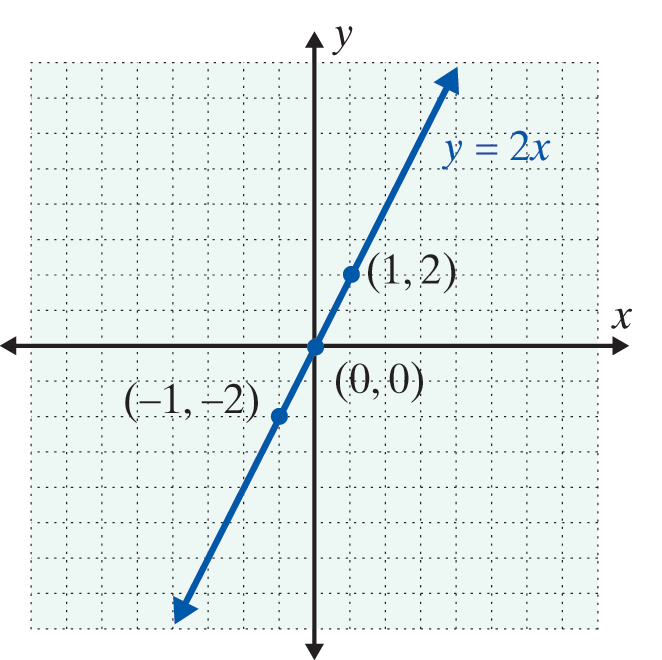 y
y = 2x
(1, 2)
x
(0, 0)
(−1, −2)